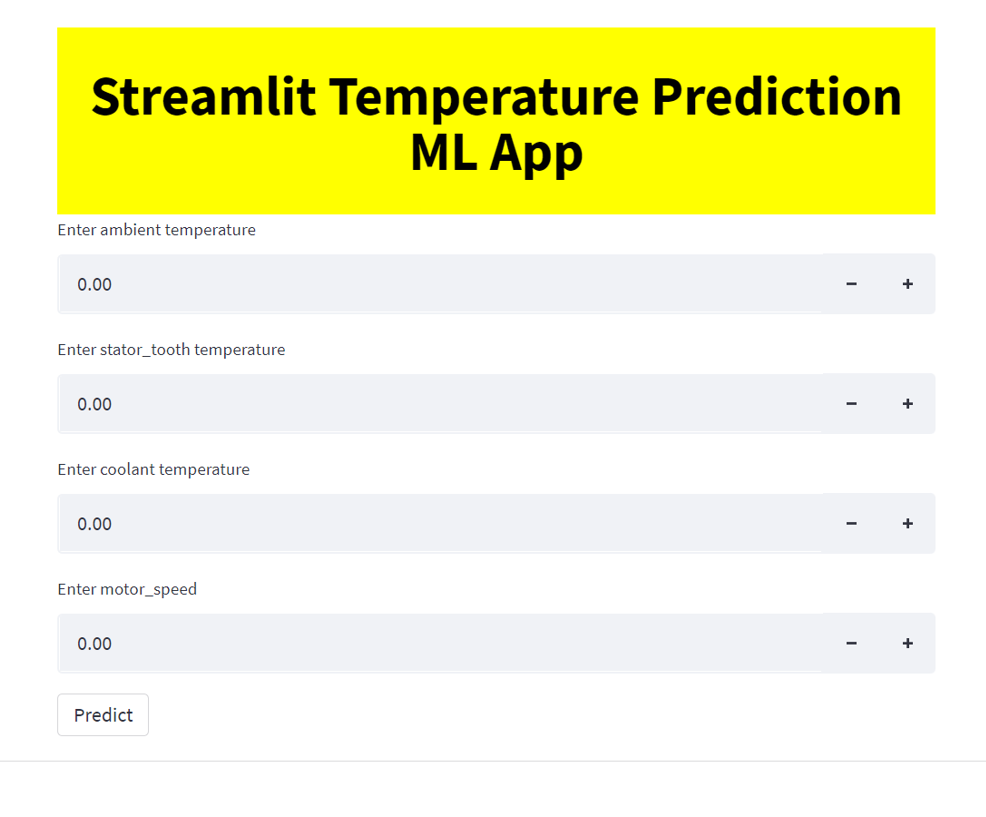 Streamlit Temperature Prediction
ML App
Enter ambient temperature
0.00
− +
Enter stator_tooth temperature
0.00
− +
Enter coolant temperature
0.00
− +
Enter motor_speed
0.00
− +
Predict